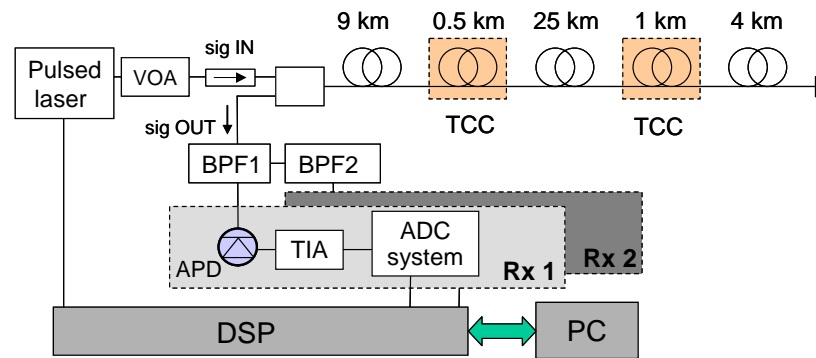 9 km
0.5 km
25 km
1 km
4 km
sig IN
Pulsed
laser
VOA
TCC
TCC
sig OUT
BPF1
BPF2
APD
TIA
ADC
system
Rx 1
Rx 2
DSP
PC